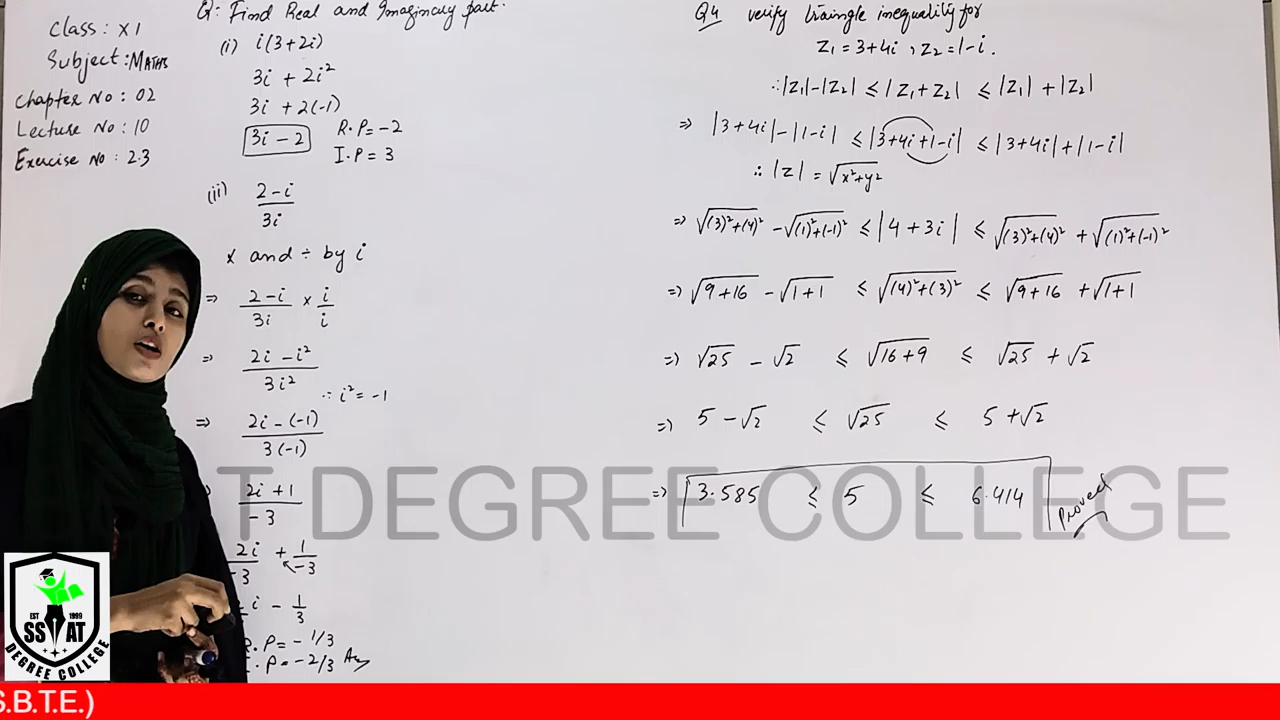 Class: XI
Subject: MATHS
Chapter No: 02
Lecture No: 10
Exercise No: 2.3
Q: Find Real and Imaginary part.
(i) i(3+2i)
3i + 2i²
3i + 2(-1)
3i - 2
R.P = -2
I.P = 3
(ii) 2-i / 3i
x and ÷ by i
=> 2-i / 3i x i / i
=> 2i - i² / 3i²
∴ i² = -1
=> 2i - (-1) / 3(-1)
2i + 1 / -3
2i / -3 + 1 / -3
i - 1/3
R.P = -1/3
I.P = -2/3 Ans
Q4 verify traingle inequality for
Z1 = 3+4i, Z2 = 1-i.
∴ |Z1|-|Z2| ≤ |Z1+Z2| ≤ |Z1|+|Z2|
=> |3+4i|-|1-i| ≤ |3+4i+1-i| ≤ |3+4i|+|1-i|
∴ |Z| = √x²+y²
=> √(3)²+(4)² - √(1)²+(-1)² ≤ |4+3i| ≤ √(3)²+(4)² + √(1)²+(-1)²
=> √9+16 - √1+1 ≤ √(4)²+(3)² ≤ √9+16 + √1+1
=> √25 - √2 ≤ √16+9 ≤ √25 + √2
=> 5 - √2 ≤ √25 ≤ 5 + √2
=> 3.585 ≤ 5 ≤ 6.414
Proved
T DEGREE COLLEGE
EST 1999
SS AT
DEGREE COLLEGE
S.B.T.E.)